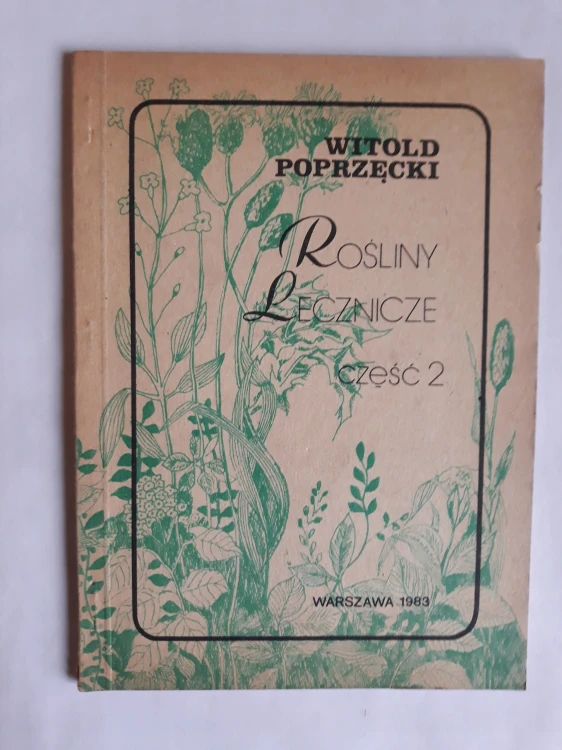 WITOLD
POPRZĘCKI
ROŚLINY
LECZNICZE
CZĘŚĆ 2
WARSZAWA 1983